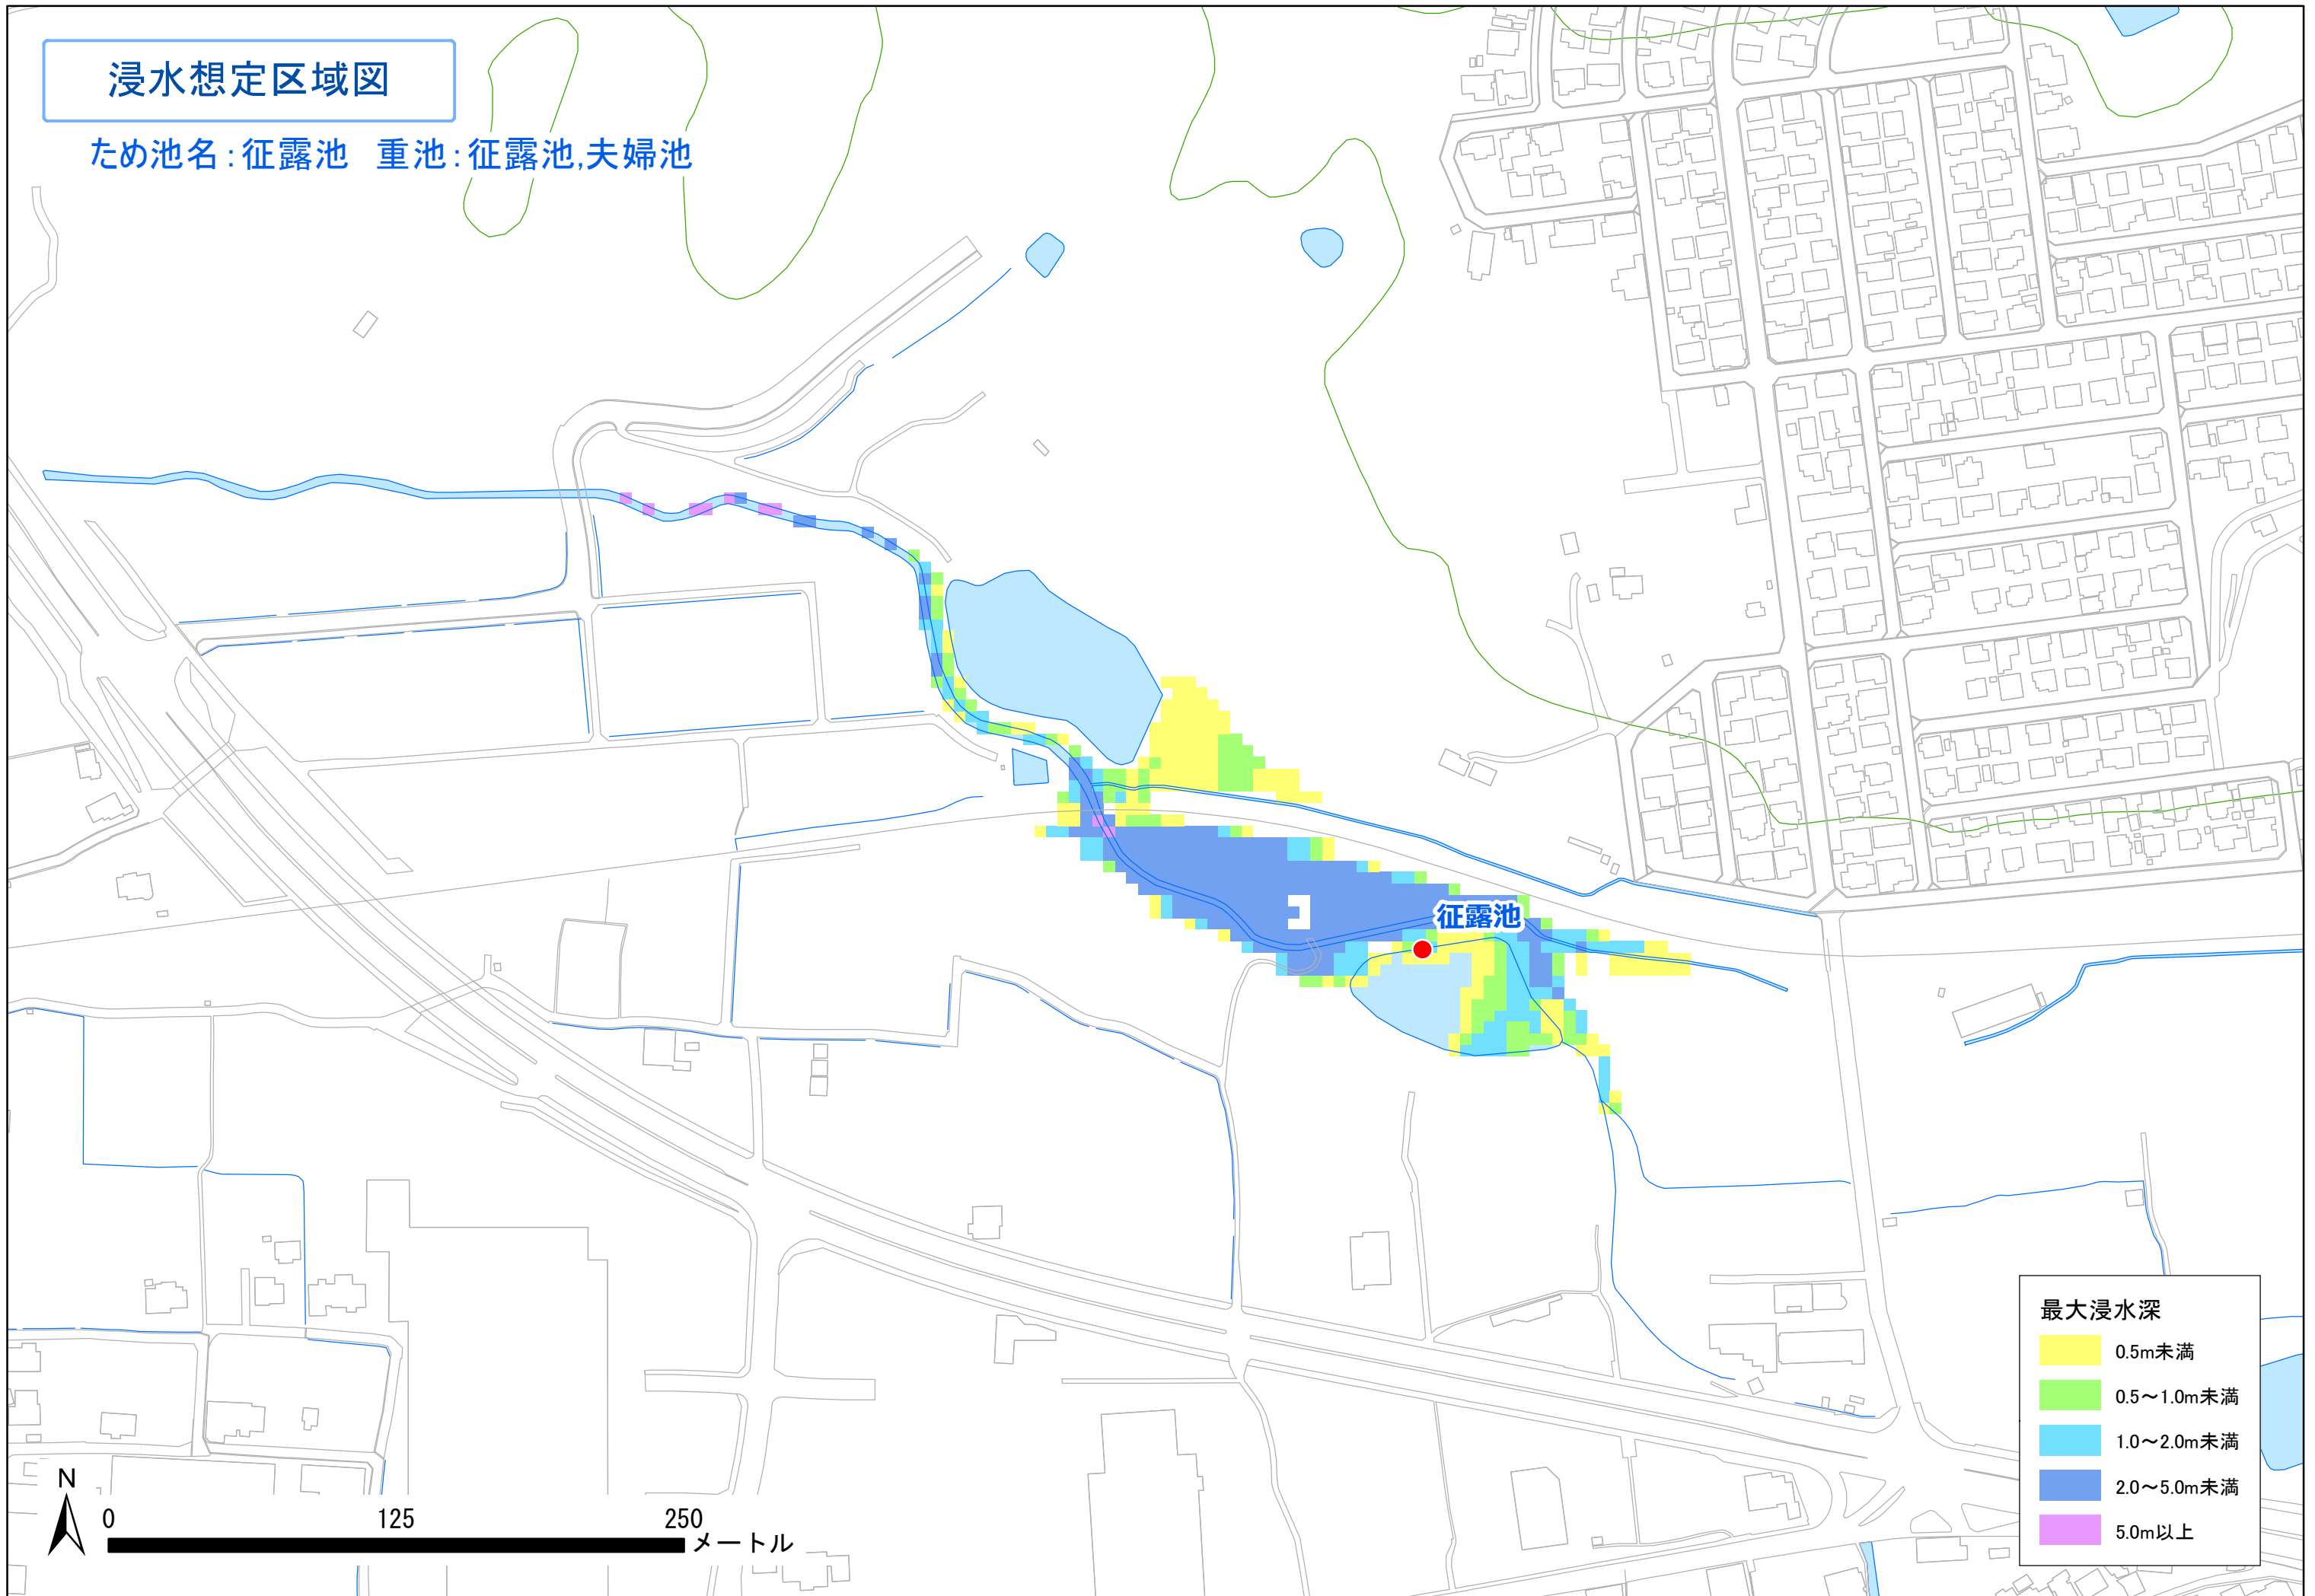 浸水想定区域図
ため池名:征露池　重池:征露池,夫婦池
征露池
最大浸水深
0.5m未満
0.5～1.0m未満
1.0～2.0m未満
2.0～5.0m未満
5.0m以上
N
0 125 250
メートル